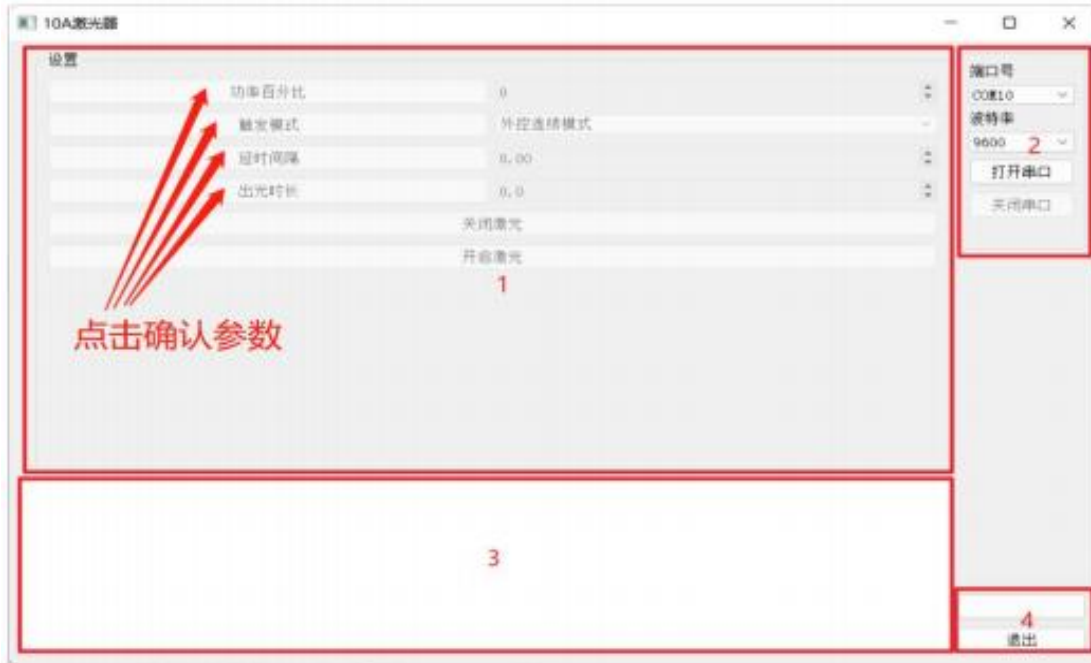 10A激光器
设置
功率百分比 0
触发模式 外控连续模式
延时间隔 0.00
出光时长 0.0
关闭激光
开启激光
1
点击确认参数
端口号
COM10
波特率
9600
2
打开串口
关闭串口
3
4
退出